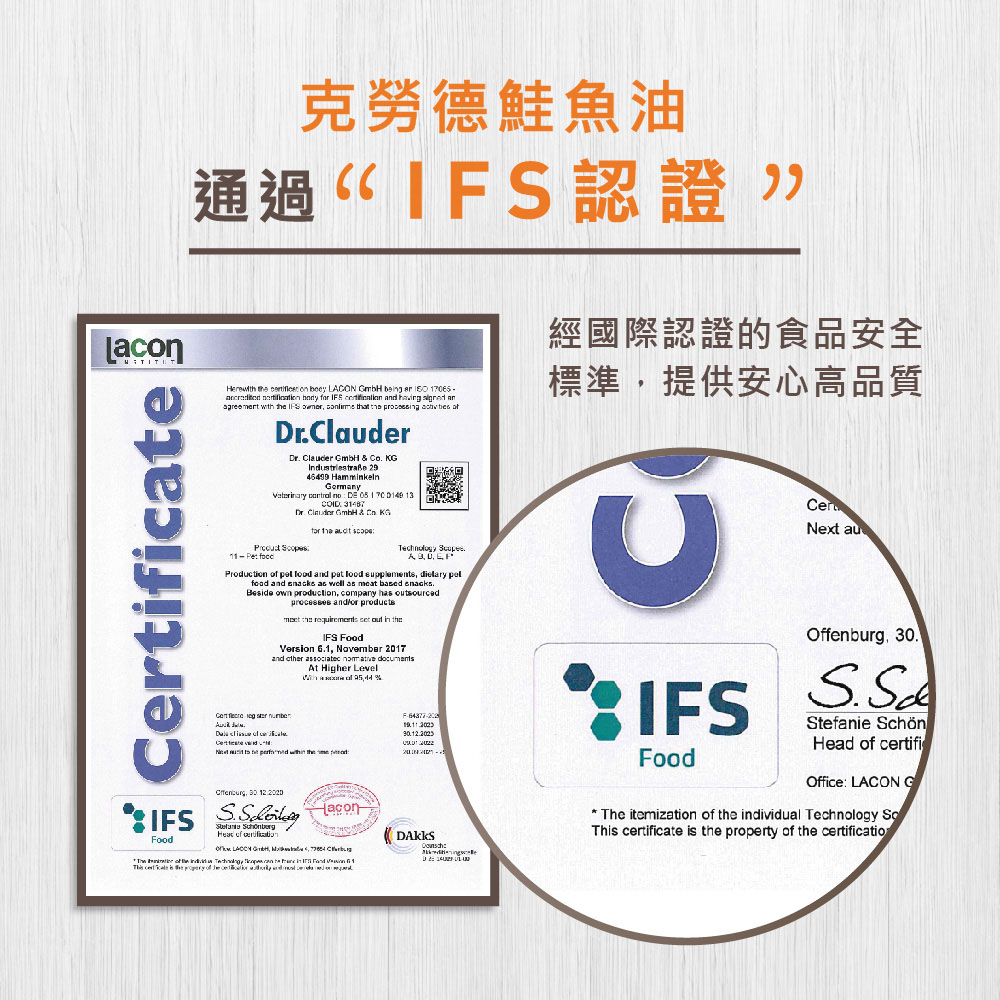 克勞德鮭魚油
通過“IFS認證”
經國際認證的食品安全
標準,提供安心高品質
lacon
INSTITUT
Certificate
Herewith the certification body LACON GmbH being an ISO 17065 -
accredited certification body for IFS certification and having signed an
agreement with the IFS owner, confirms that the processing activities of
Dr.Clauder
Dr. Clauder GmbH & Co. KG
Industriestraße 29
46499 Hamminkeln
Germany
Veterinary control no.: DE 05 1 70 0149 13
COID: 31487
Dr. Clauder GmbH & Co. KG
for the audit scope:
Product Scopes:
11 – Pet food
Technology Scopes:
A, B, D, E, F*
Production of pet food and pet food supplements, dietary pet
food and snacks as well as meat based snacks.
Beside own production, company has outsourced
processes and/or products
meet the requirements set out in the
IFS Food
Version 6.1, November 2017
and other associated normative documents
At Higher Level
With a score of 95,44 %
Certificate register number:
Audit date: 19.11.2020
Date of issue of certificate: 30.12.2020
Certificate valid until: 09.01.2022
Next audit to be performed within the time period:
Offenburg, 30.12.2020
Stefanie Schönberg
Head of certification
Office: LACON GmbH, Moltkestraße 4, 77654 Offenburg
IFS
Food
lacon
DAkkS
Deutsche
Akkreditierungsstelle
* The itemization of the individual Technology Scopes can be found in IFS Food Version 6.1
This certificate is the property of the certification authority and must be returned on request.
Next au
Offenburg, 30.
S. Sc
Stefanie Schön
Head of certifi
Office: LACON G
IFS
Food
* The itemization of the individual Technology Sc
This certificate is the property of the certification